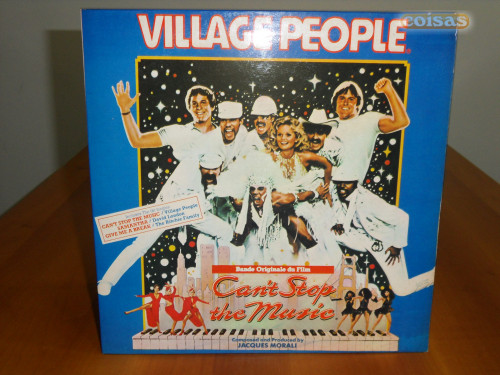 coisas
VILLAGE PEOPLE
CAN'T STOP THE MUSIC / Village People
SAMANTHA / David London
GIVE ME A BREAK / The Ritchie Family
Bande Originale du Film
Can't Stop
the Music
Composed and Produced by
JACQUES MORALI